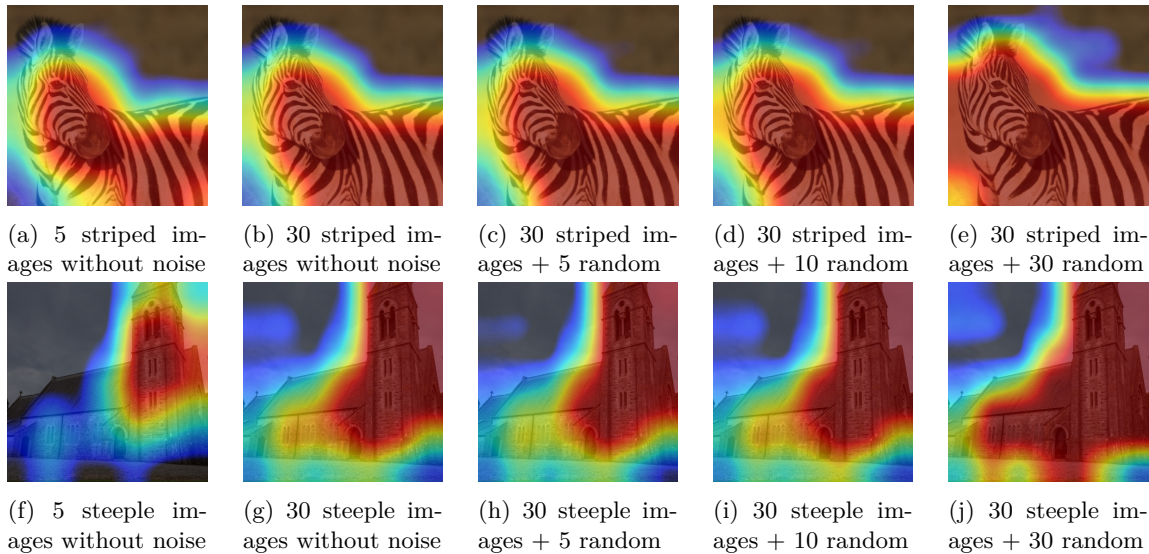 (a) 5 striped im-
ages without noise
(b) 30 striped im-
ages without noise
(c) 30 striped im-
ages + 5 random
(d) 30 striped im-
ages + 10 random
(e) 30 striped im-
ages + 30 random
(f) 5 steeple im-
ages without noise
(g) 30 steeple im-
ages without noise
(h) 30 steeple im-
ages + 5 random
(i) 30 steeple im-
ages + 10 random
(j) 30 steeple im-
ages + 30 random